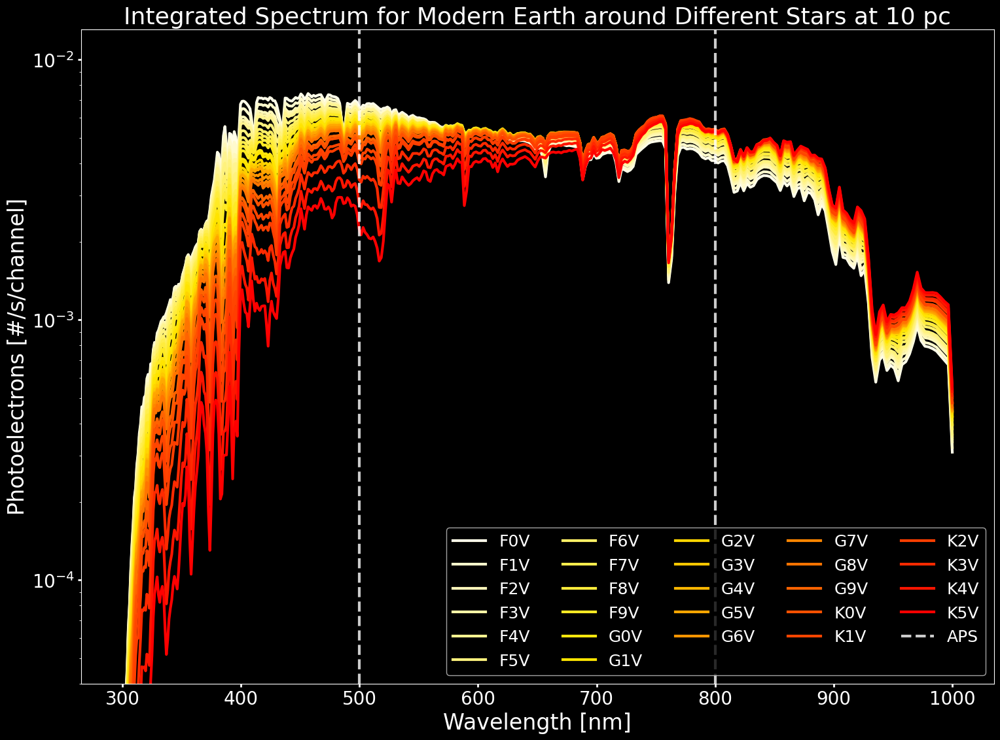 Integrated Spectrum for Modern Earth around Different Stars at 10 pc
Photoelectrons [#/s/channel]
10⁻²
10⁻³
10⁻⁴
F0V F6V G2V G7V K2V
F1V F7V G3V G8V K3V
F2V F8V G4V G9V K4V
F3V F9V G5V K0V K5V
F4V G0V G6V K1V APS
F5V G1V
300 400 500 600 700 800 900 1000
Wavelength [nm]